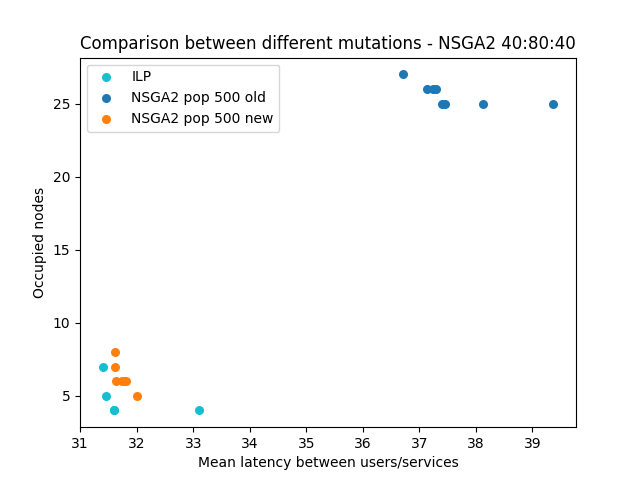 Comparison between different mutations - NSGA2 40:80:40
ILP
NSGA2 pop 500 old
NSGA2 pop 500 new
Occupied nodes
25
20
15
10
5
31 32 33 34 35 36 37 38 39
Mean latency between users/services